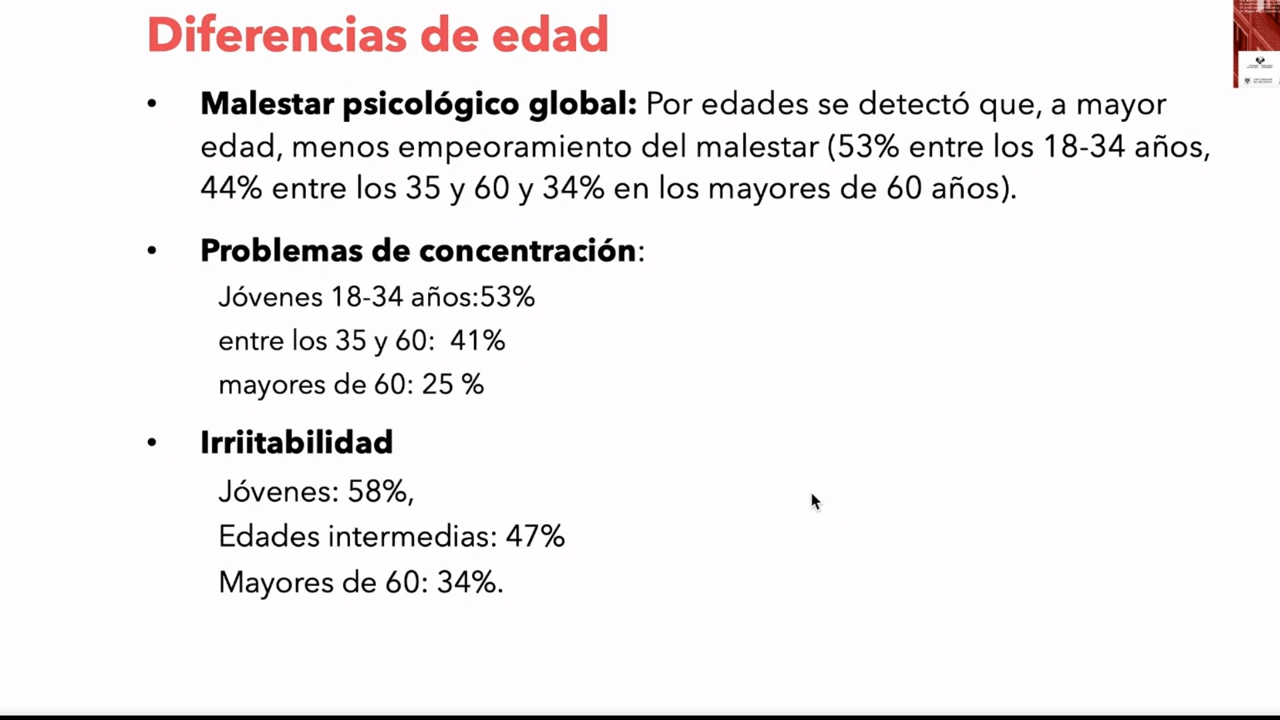 Diferencias de edad
• Malestar psicológico global: Por edades se detectó que, a mayor
edad, menos empeoramiento del malestar (53% entre los 18-34 años,
44% entre los 35 y 60 y 34% en los mayores de 60 años).
• Problemas de concentración:
Jóvenes 18-34 años:53%
entre los 35 y 60: 41%
mayores de 60: 25 %
• Irriitabilidad
Jóvenes: 58%,
Edades intermedias: 47%
Mayores de 60: 34%.